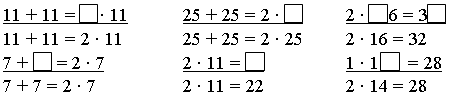 11 + 11 = □ · 11
25 + 25 = 2 · □
2 · □6 = 3□
11 + 11 = 2 · 11
25 + 25 = 2 · 25
2 · 16 = 32
7 + □ = 2 · 7
2 · 11 = □
1 · 1□ = 28
7 + 7 = 2 · 7
2 · 11 = 22
2 · 14 = 28